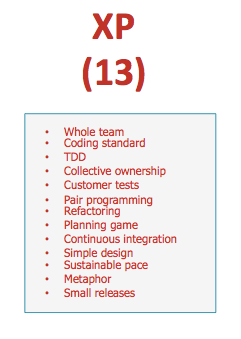 XP
(13)
• Whole team
• Coding standard
• TDD
• Collective ownership
• Customer tests
• Pair programming
• Refactoring
• Planning game
• Continuous integration
• Simple design
• Sustainable pace
• Metaphor
• Small releases